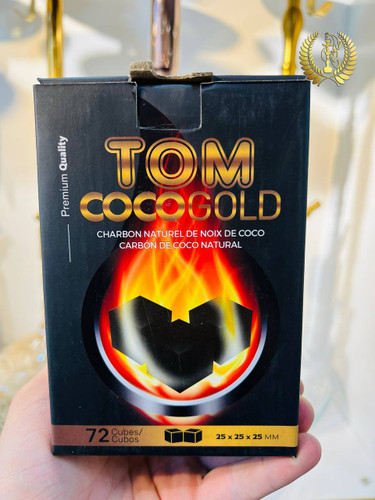 Premium Quality
TOM
COCOGOLD
CHARBON NATUREL DE NOIX DE COCO
CARBÓN DE COCO NATURAL
72 Cubes/
Cubos
25 x 25 x 25 MM